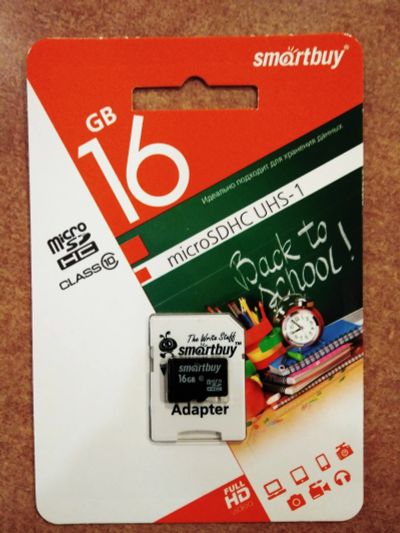 smartbuy
GB
16
Идеально подходит для хранения данных.
microSDHC UHS-1
micro
SD
HC
CLASS 10
Back to
SCHOOL!
The Write Stuff
smartbuy™
smartbuy
16GB
micro
SD
HC
Adapter
FULL
HD